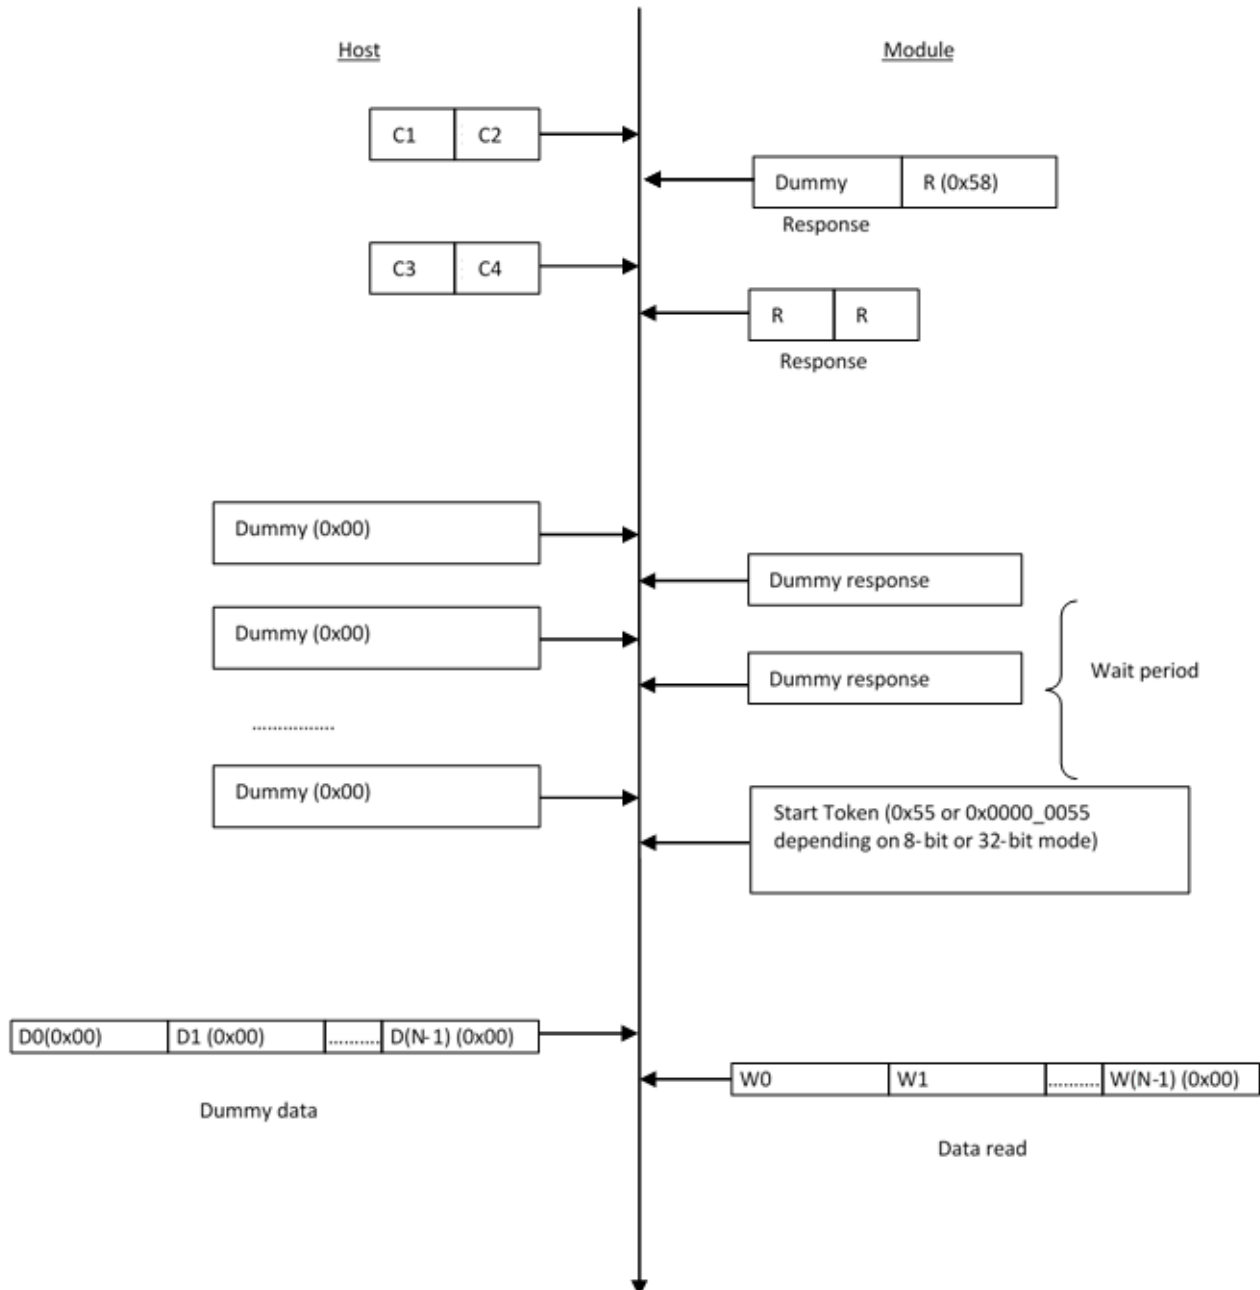 Host
Module
C1 C2
Dummy R (0x58)
Response
C3 C4
R R
Response
Dummy (0x00)
Dummy response
Dummy (0x00)
Dummy response
Wait period
................
Dummy (0x00)
Start Token (0x55 or 0x0000_0055
depending on 8-bit or 32-bit mode)
D0(0x00) D1 (0x00) .......... D(N-1) (0x00)
W0 W1 .......... W(N-1) (0x00)
Dummy data
Data read